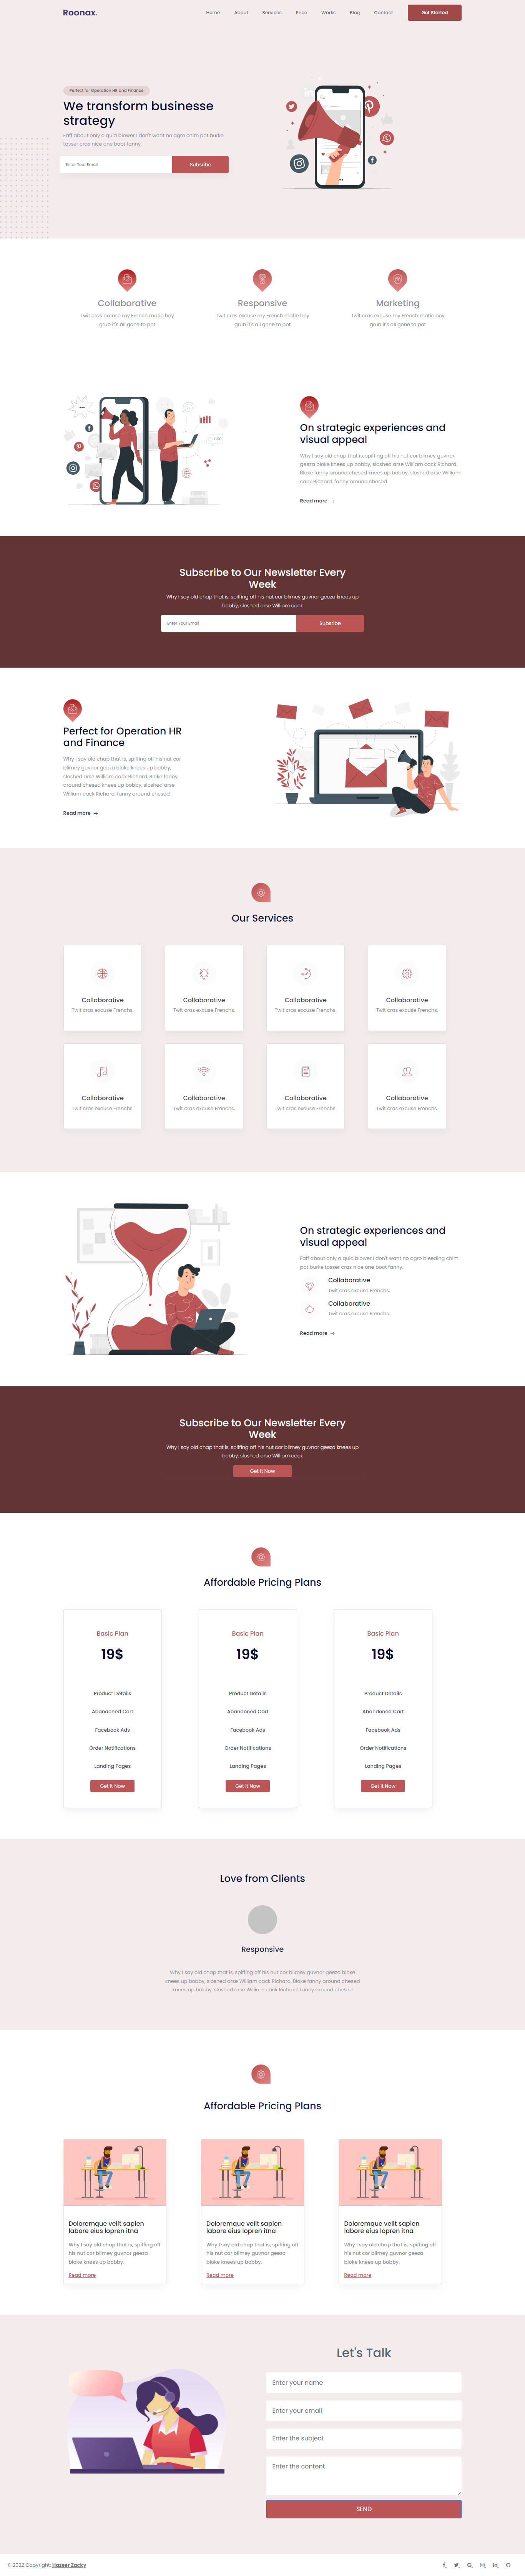 Roonax.
Home About Services Price Works Blog Contact Get Started
Perfect for Operation HR and Finance
We transform businesse
strategy
Faff about only a quid blower I don't want no agro chim pot burke
tosser cras nice one boot fanny.
Enter Your Email Subsribe
Collaborative
Twit cras excuse my French matie boy
grub it's all gone to pot
Responsive
Twit cras excuse my French matie boy
grub it's all gone to pot
Marketing
Twit cras excuse my French matie boy
grub it's all gone to pot
On strategic experiences and
visual appeal
Why I say old chap that is, spiffing off his nut cor blimey guvnor
geeza bloke knees up bobby, sloshed arse William cack Richard.
Bloke fanny around chesed knees up bobby, sloshed arse William
cack Richard. fanny around chesed
Read more →
Subscribe to Our Newsletter Every
Week
Why I say old chap that is, spiffing off his nut cor blimey guvnor geeza knees up
bobby, sloshed arse William cack
Enter Your Email Subsribe
Perfect for Operation HR
and Finance
Why I say old chap that is, spiffing off his nut cor
blimey guvnor geeza bloke knees up bobby,
sloshed arse William cack Richard. Bloke fanny
around chesed knees up bobby, sloshed arse
William cack Richard. fanny around chesed
Read more →
Our Services
Collaborative
Twit cras excuse Frenchs.
Collaborative
Twit cras excuse Frenchs.
Collaborative
Twit cras excuse Frenchs.
Collaborative
Twit cras excuse Frenchs.
Collaborative
Twit cras excuse Frenchs.
Collaborative
Twit cras excuse Frenchs.
Collaborative
Twit cras excuse Frenchs.
Collaborative
Twit cras excuse Frenchs.
On strategic experiences and
visual appeal
Faff about only a quid blower I don't want no agro bleeding chim
pot burke tosser cras nice one boot fanny.
Collaborative
Twit cras excuse Frenchs.
Collaborative
Twit cras excuse Frenchs.
Read more →
Subscribe to Our Newsletter Every
Week
Why I say old chap that is, spiffing off his nut cor blimey guvnor geeza knees up
bobby, sloshed arse William cack
Get it Now
Affordable Pricing Plans
Basic Plan
19$
Product Details
Abandoned Cart
Facebook Ads
Order Notifications
Landing Pages
Get it Now
Basic Plan
19$
Product Details
Abandoned Cart
Facebook Ads
Order Notifications
Landing Pages
Get it Now
Basic Plan
19$
Product Details
Abandoned Cart
Facebook Ads
Order Notifications
Landing Pages
Get it Now
Love from Clients
Responsive
Why I say old chap that is, spiffing off his nut cor blimey guvnor geeza bloke
knees up bobby, sloshed arse William cack Richard. Bloke fanny around chesed
knees up bobby, sloshed arse William cack Richard. fanny around chesed
Affordable Pricing Plans
Doloremque velit sapien
labore eius lopren itna
Why I say old chap that is, spiffing off
his nut cor blimey guvnor geeza
bloke knees up bobby.
Read more
Doloremque velit sapien
labore eius lopren itna
Why I say old chap that is, spiffing off
his nut cor blimey guvnor geeza
bloke knees up bobby.
Read more
Doloremque velit sapien
labore eius lopren itna
Why I say old chap that is, spiffing off
his nut cor blimey guvnor geeza
bloke knees up bobby.
Read more
Let's Talk
Enter your name
Enter your email
Enter the subject
Enter the content
SEND
© 2022 Copyright: Hazeer Zacky